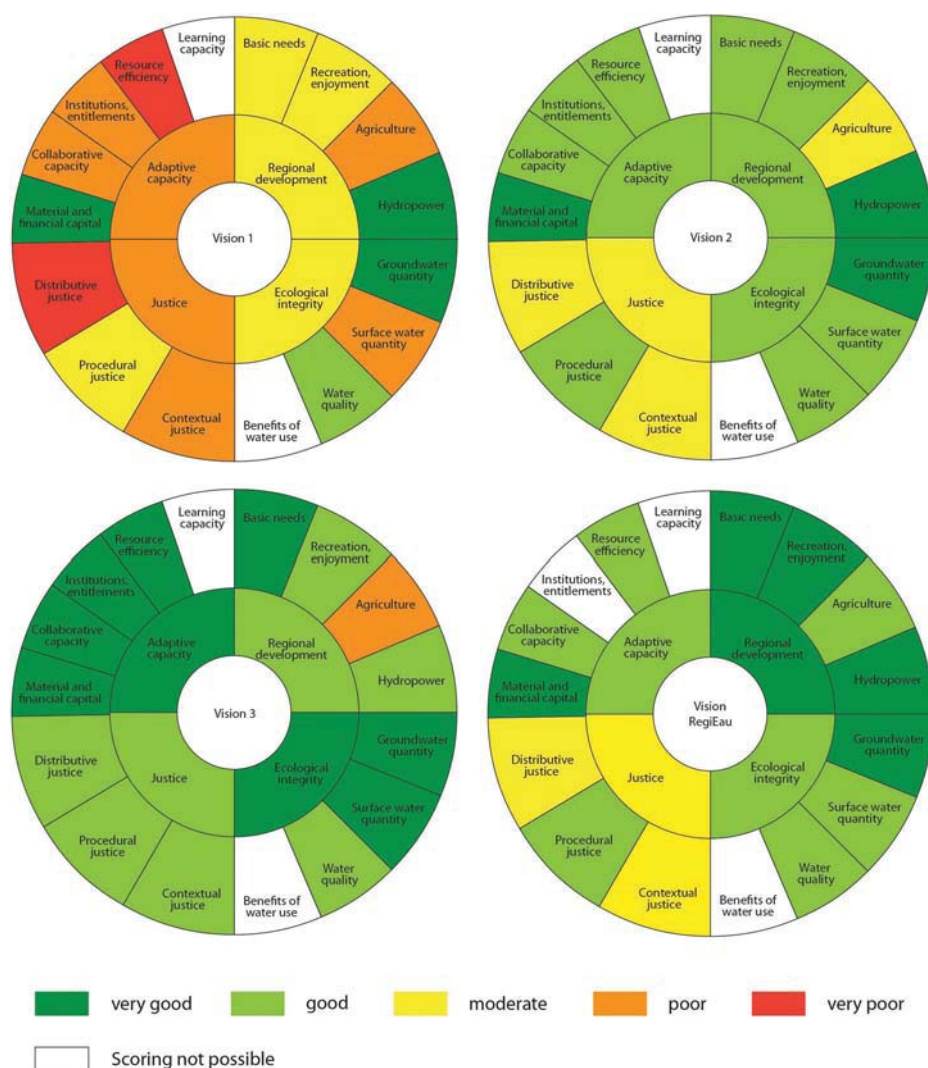 Learning
capacity
Basic needs
Resource
efficiency
Recreation,
enjoyment
Institutions,
entitlements
Agriculture
Collaborative
capacity
Adaptive
capacity
Regional
development
Material and
financial capital
Hydropower
Vision 1
Distributive
justice
Justice
Ecological
integrity
Groundwater
quantity
Surface water
quantity
Procedural
justice
Water
quality
Contextual
justice
Benefits of
water use
Learning
capacity
Basic needs
Resource
efficiency
Recreation,
enjoyment
Institutions,
entitlements
Agriculture
Collaborative
capacity
Adaptive
capacity
Regional
development
Material and
financial capital
Hydropower
Vision 2
Distributive
justice
Justice
Ecological
integrity
Groundwater
quantity
Surface water
quantity
Procedural
justice
Water
quality
Contextual
justice
Benefits of
water use
Learning
capacity
Basic needs
Resource
efficiency
Recreation,
enjoyment
Institutions,
entitlements
Agriculture
Collaborative
capacity
Adaptive
capacity
Regional
development
Material and
financial capital
Hydropower
Vision 3
Distributive
justice
Justice
Ecological
integrity
Groundwater
quantity
Surface water
quantity
Procedural
justice
Water
quality
Contextual
justice
Benefits of
water use
Learning
capacity
Basic needs
Resource
efficiency
Recreation,
enjoyment
Institutions,
entitlements
Agriculture
Collaborative
capacity
Adaptive
capacity
Regional
development
Material and
financial capital
Hydropower
Vision
RegiEau
Distributive
justice
Justice
Ecological
integrity
Groundwater
quantity
Surface water
quantity
Procedural
justice
Water
quality
Contextual
justice
Benefits of
water use
very good
good
moderate
poor
very poor
Scoring not possible